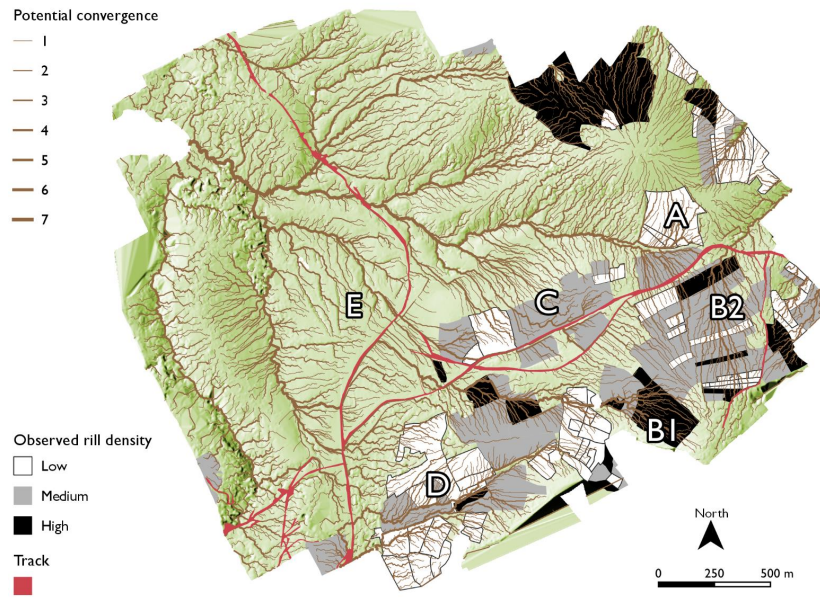 Potential convergence
1
2
3
4
5
6
7
A
E
C
B2
B1
D
Observed rill density
Low
Medium
High
Track
North
0 250 500 m